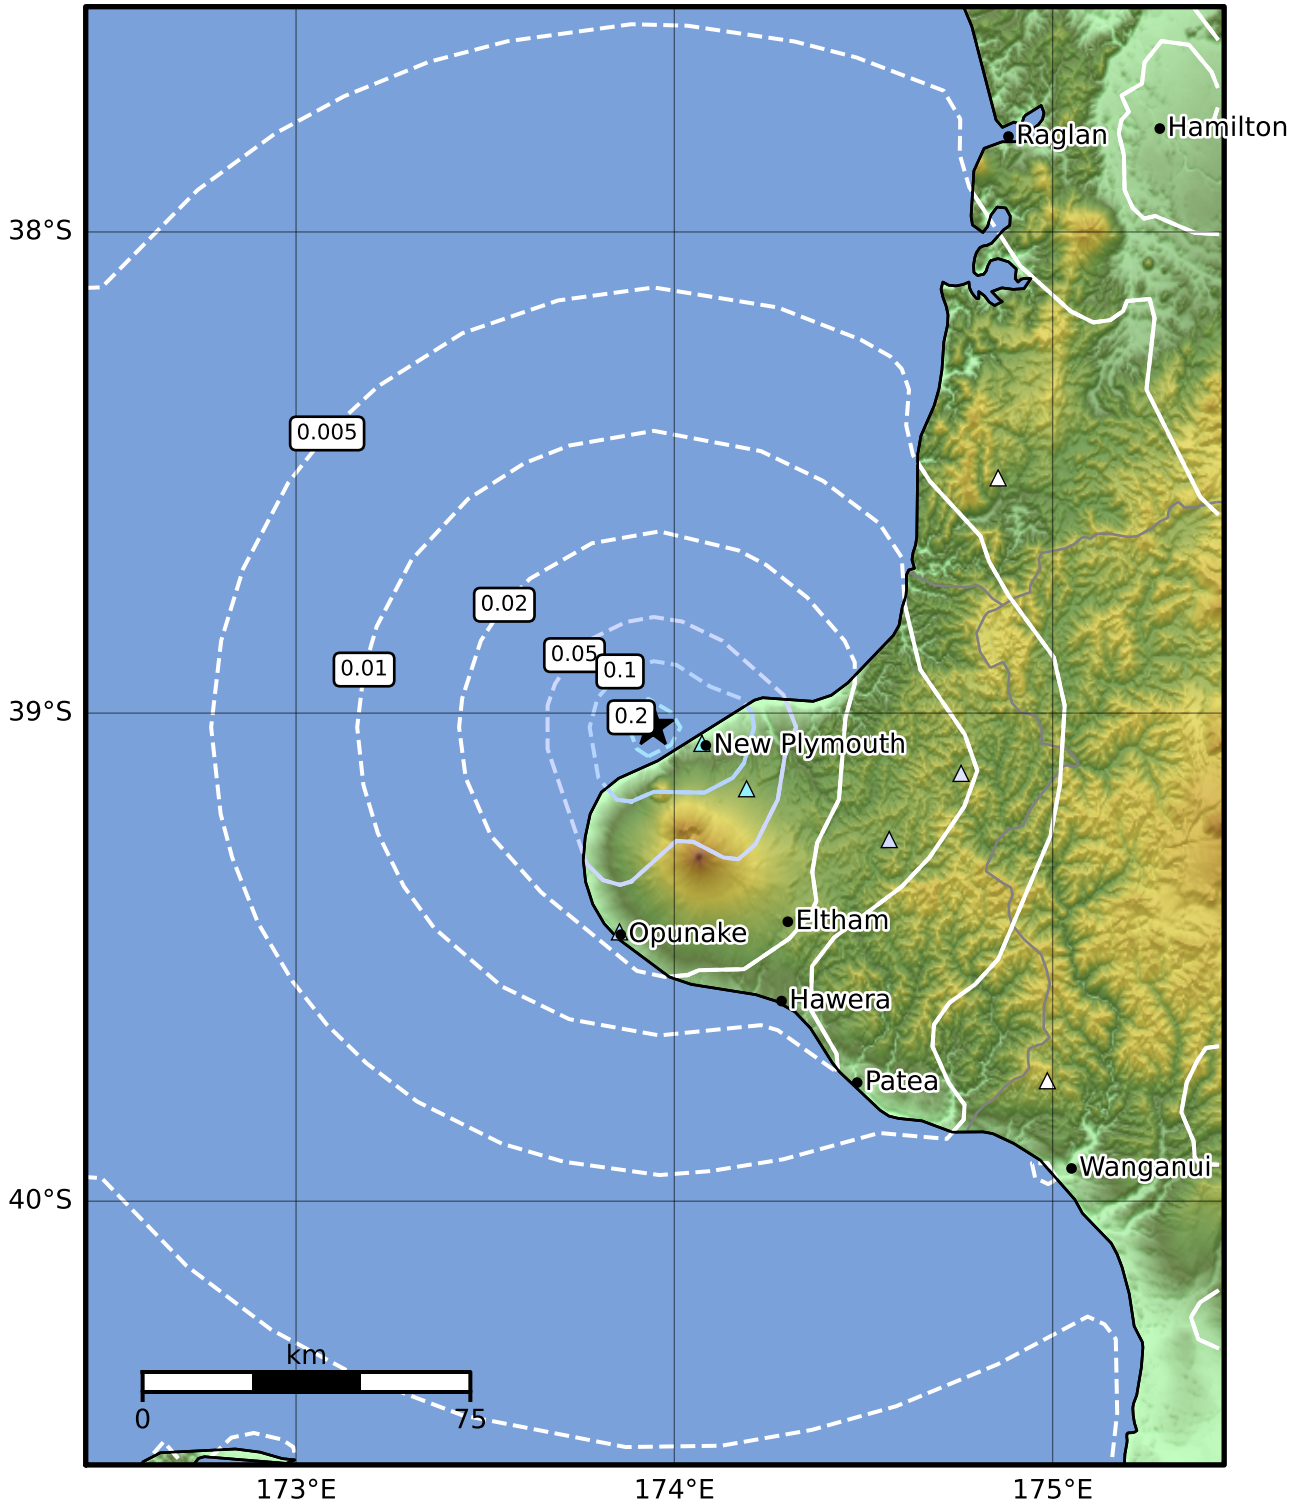 Hamilton
Raglan
38°S
0.005
0.02
0.05
0.01
0.1
39°S
0.2
New Plymouth
Eltham
Opunake
Hawera
Patea
Wanganui
40°S
km
0
75
173°E
174°E
175°E